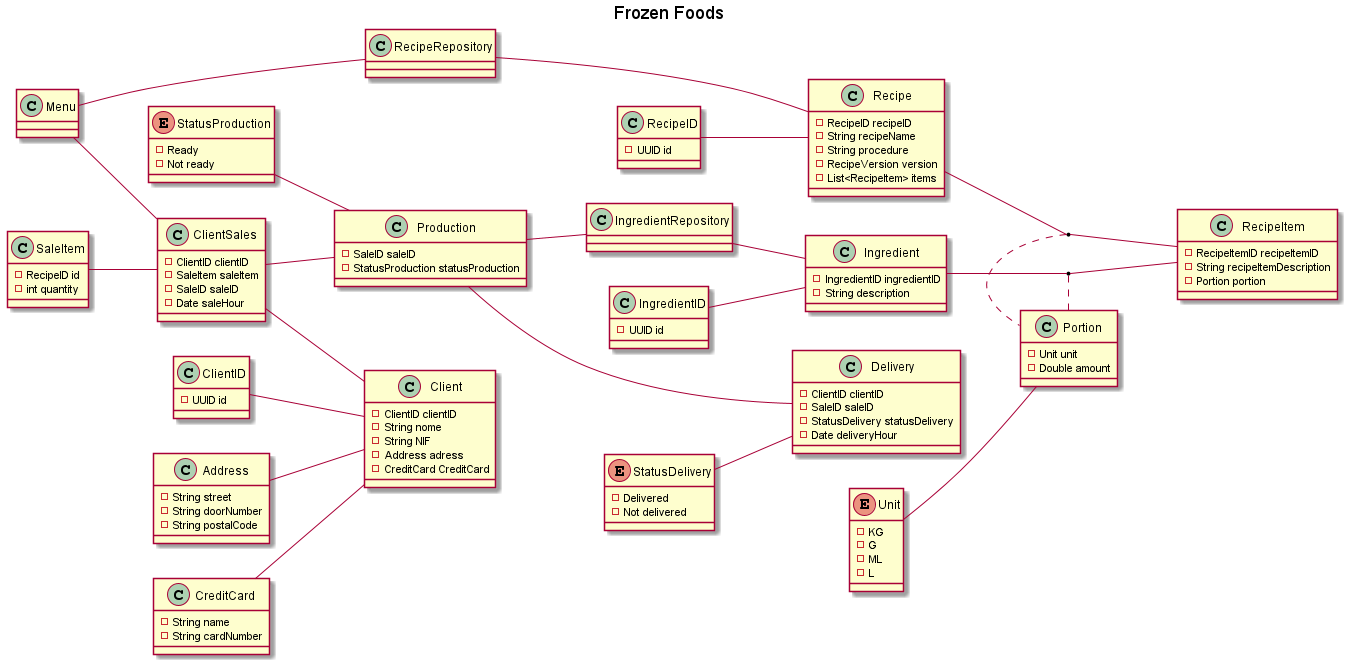 Frozen Foods
C RecipeRepository
C Menu
C Recipe
RecipeID recipeID
String recipeName
String procedure
RecipeVersion version
List<RecipeItem> items
E StatusProduction
Ready
Not ready
C RecipeID
UUID id
C SaleItem
RecipeID id
int quantity
C ClientSales
ClientID clientID
SaleItem saleItem
SaleID saleID
Date saleHour
C Production
SaleID saleID
StatusProduction statusProduction
C IngredientRepository
C Ingredient
IngredientID ingredientID
String description
C RecipeItem
RecipeItemID recipeItemID
String recipeItemDescription
Portion portion
C IngredientID
UUID id
C Portion
Unit unit
Double amount
C ClientID
UUID id
C Client
ClientID clientID
String nome
String NIF
Address adress
CreditCard CreditCard
C Delivery
ClientID clientID
SaleID saleID
StatusDelivery statusDelivery
Date deliveryHour
C Address
String street
String doorNumber
String postalCode
E StatusDelivery
Delivered
Not delivered
E Unit
KG
G
ML
L
C CreditCard
String name
String cardNumber